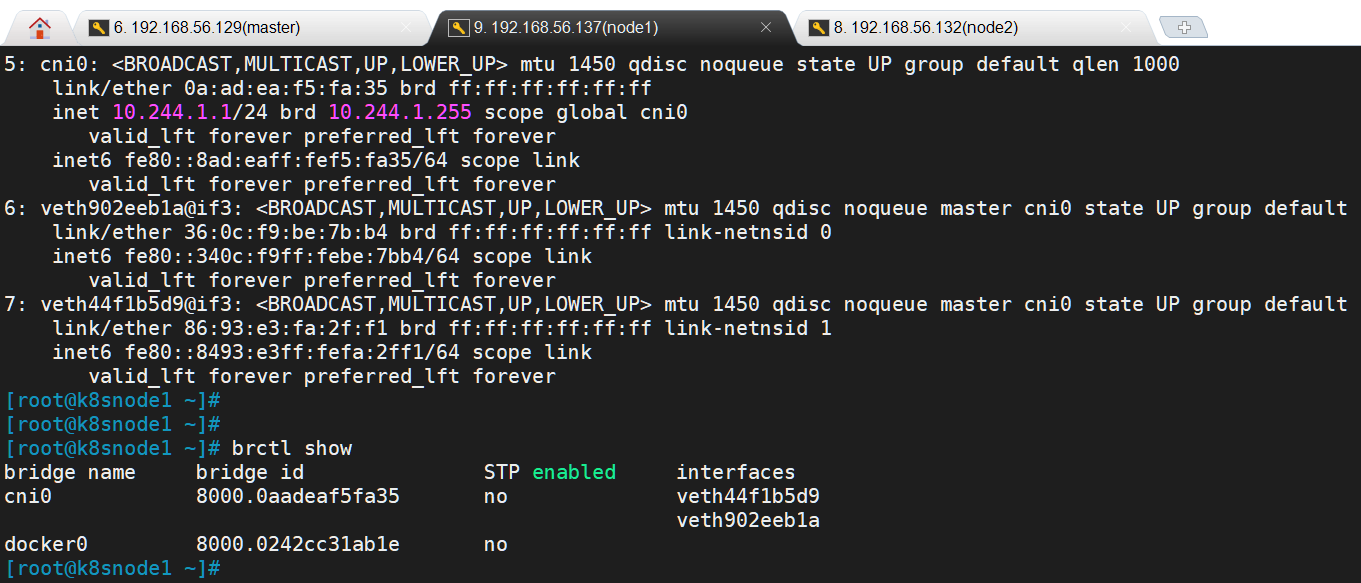 6. 192.168.56.129(master)
9. 192.168.56.137(node1)
8. 192.168.56.132(node2)
5: cni0: <BROADCAST,MULTICAST,UP,LOWER_UP> mtu 1450 qdisc noqueue state UP group default qlen 1000
    link/ether 0a:ad:ea:f5:fa:35 brd ff:ff:ff:ff:ff:ff
    inet 10.244.1.1/24 brd 10.244.1.255 scope global cni0
       valid_lft forever preferred_lft forever
    inet6 fe80::8ad:eaff:fef5:fa35/64 scope link
       valid_lft forever preferred_lft forever
6: veth902eeb1a@if3: <BROADCAST,MULTICAST,UP,LOWER_UP> mtu 1450 qdisc noqueue master cni0 state UP group default
    link/ether 36:0c:f9:be:7b:b4 brd ff:ff:ff:ff:ff:ff link-netnsid 0
    inet6 fe80::340c:f9ff:febe:7bb4/64 scope link
       valid_lft forever preferred_lft forever
7: veth44f1b5d9@if3: <BROADCAST,MULTICAST,UP,LOWER_UP> mtu 1450 qdisc noqueue master cni0 state UP group default
    link/ether 86:93:e3:fa:2f:f1 brd ff:ff:ff:ff:ff:ff link-netnsid 1
    inet6 fe80::8493:e3ff:fefa:2ff1/64 scope link
       valid_lft forever preferred_lft forever
[root@k8snode1 ~]#
[root@k8snode1 ~]#
[root@k8snode1 ~]# brctl show
bridge name     bridge id               STP enabled     interfaces
cni0            8000.0aadeaf5fa35       no              veth44f1b5d9
                                                        veth902eeb1a
docker0         8000.0242cc31ab1e       no
[root@k8snode1 ~]#